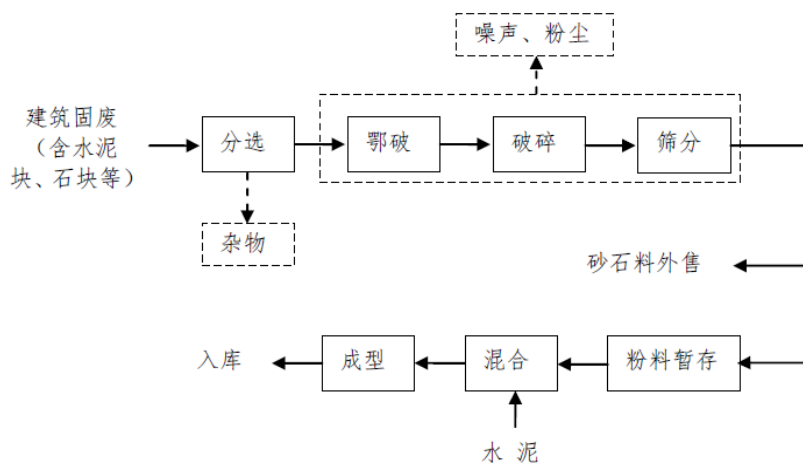 噪声、粉尘
建筑固废
（含水泥
块、石块等）
分选
鄂破
破碎
筛分
杂物
砂石料外售
入库
成型
混合
粉料暂存
水 泥